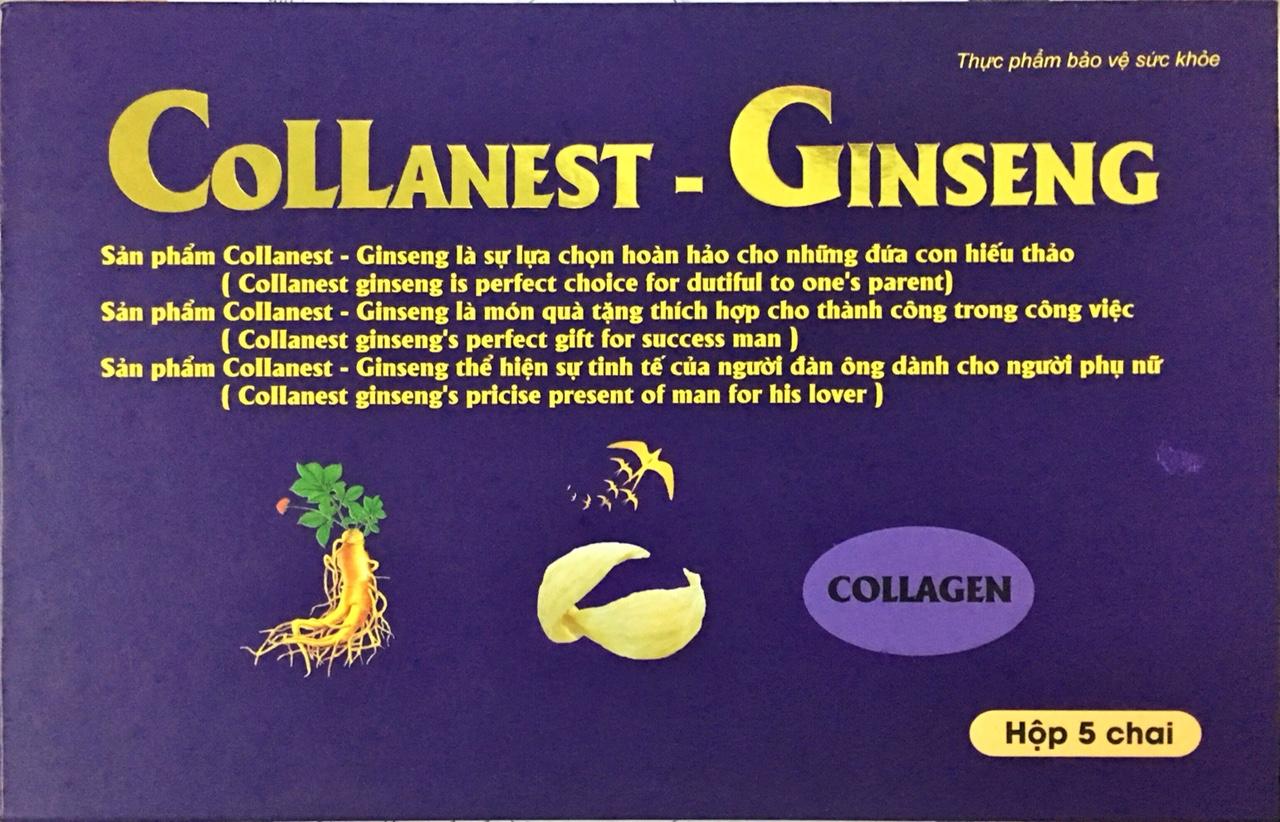 Thực phẩm bảo vệ sức khỏe
COLLANEST - GINSENG
Sản phẩm Collanest - Ginseng là sự lựa chọn hoàn hảo cho những đứa con hiếu thảo
( Collanest ginseng is perfect choice for dutiful to one's parent)
Sản phẩm Collanest - Ginseng là món quà tặng thích hợp cho thành công trong công việc
( Collanest ginseng's perfect gift for success man )
Sản phẩm Collanest - Ginseng thể hiện sự tinh tế của người đàn ông dành cho người phụ nữ
( Collanest ginseng's pricise present of man for his lover )
COLLAGEN
Hộp 5 chai